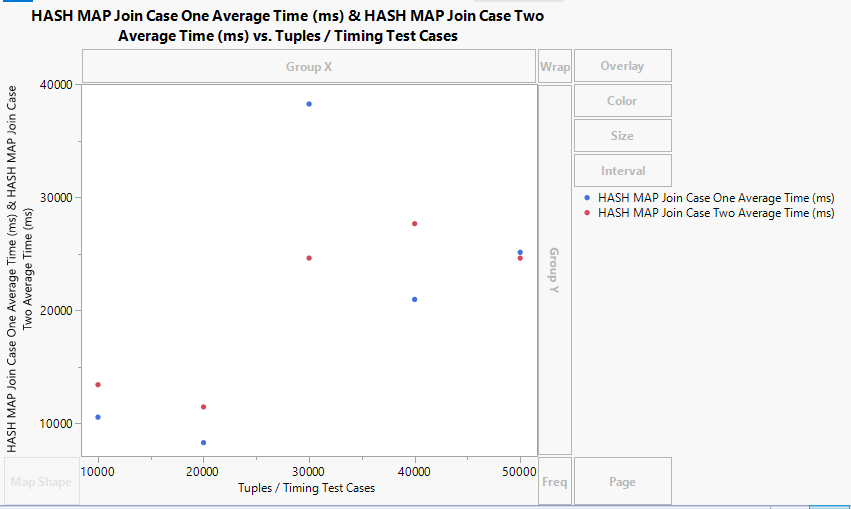 HASH MAP Join Case One Average Time (ms) & HASH MAP Join Case Two
Average Time (ms) vs. Tuples / Timing Test Cases
Group X
Wrap
Overlay
Color
Size
Interval
HASH MAP Join Case One Average Time (ms)
HASH MAP Join Case Two Average Time (ms)
HASH MAP Join Case One Average Time (ms) & HASH MAP Join Case
Two Average Time (ms)
40000
30000
20000
10000
Group Y
10000
20000
30000
40000
50000
Tuples / Timing Test Cases
Map Shape
Freq
Page